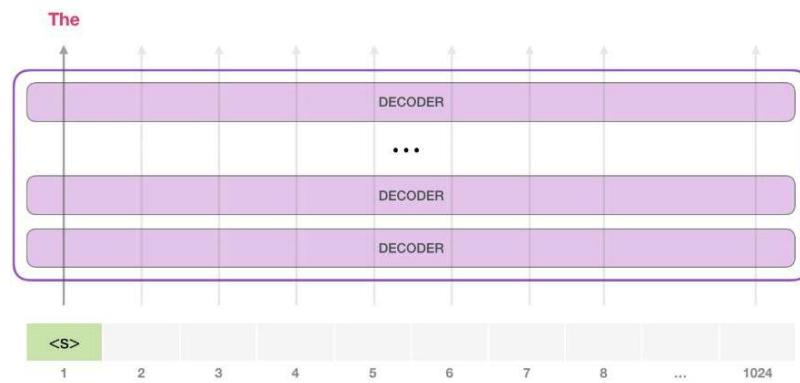 The
DECODER
...
DECODER
DECODER
<S>
1 2 3 4 5 6 7 8 ... 1024